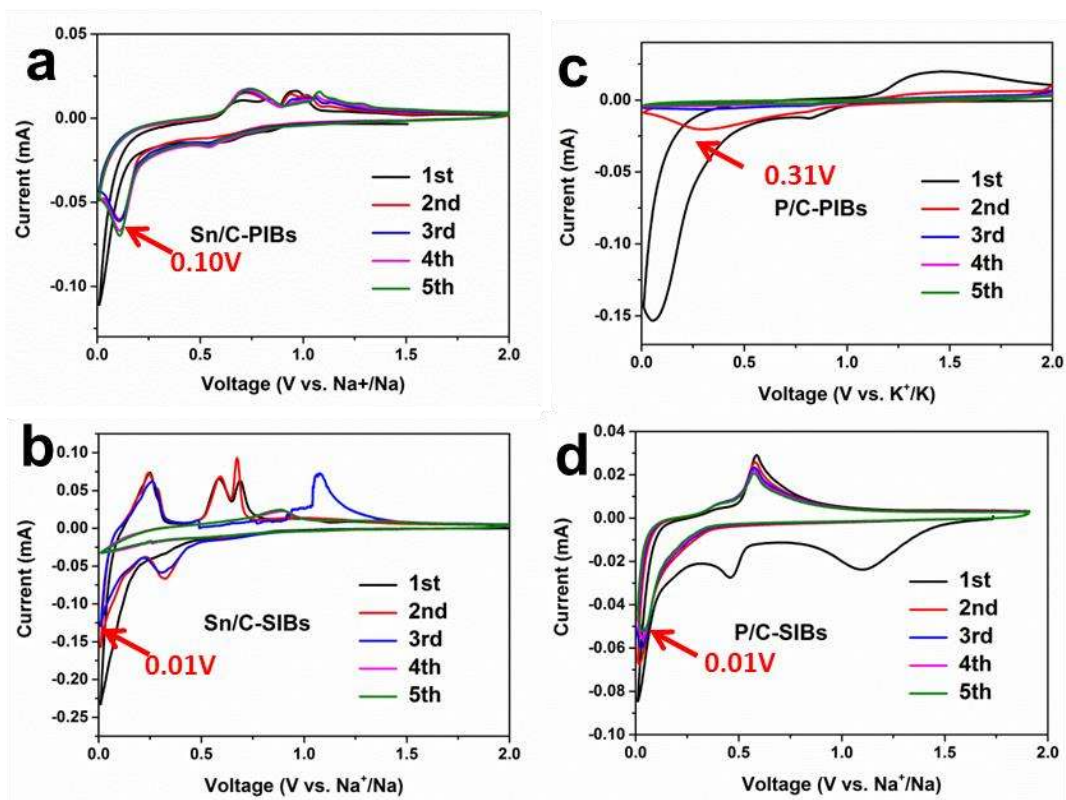 a
0.05
0.00
-0.05
-0.10
Current (mA)
Sn/C-PIBs
0.10V
1st
2nd
3rd
4th
5th
0.0
0.5
1.0
1.5
2.0
Voltage (V vs. Na+/Na)
c
0.00
-0.05
-0.10
-0.15
Current (mA)
0.31V
P/C-PIBs
1st
2nd
3rd
4th
5th
0.0
0.5
1.0
1.5
2.0
Voltage (V vs. K⁺/K)
b
0.10
0.05
0.00
-0.05
-0.10
-0.15
-0.20
-0.25
Current (mA)
Sn/C-SIBs
0.01V
1st
2nd
3rd
4th
5th
0.0
0.5
1.0
1.5
2.0
Voltage (V vs. Na⁺/Na)
d
0.04
0.02
0.00
-0.02
-0.04
-0.06
-0.08
-0.10
Current (mA)
P/C-SIBs
0.01V
1st
2nd
3rd
4th
5th
0.0
0.5
1.0
1.5
2.0
Voltage (V vs. Na⁺/Na)